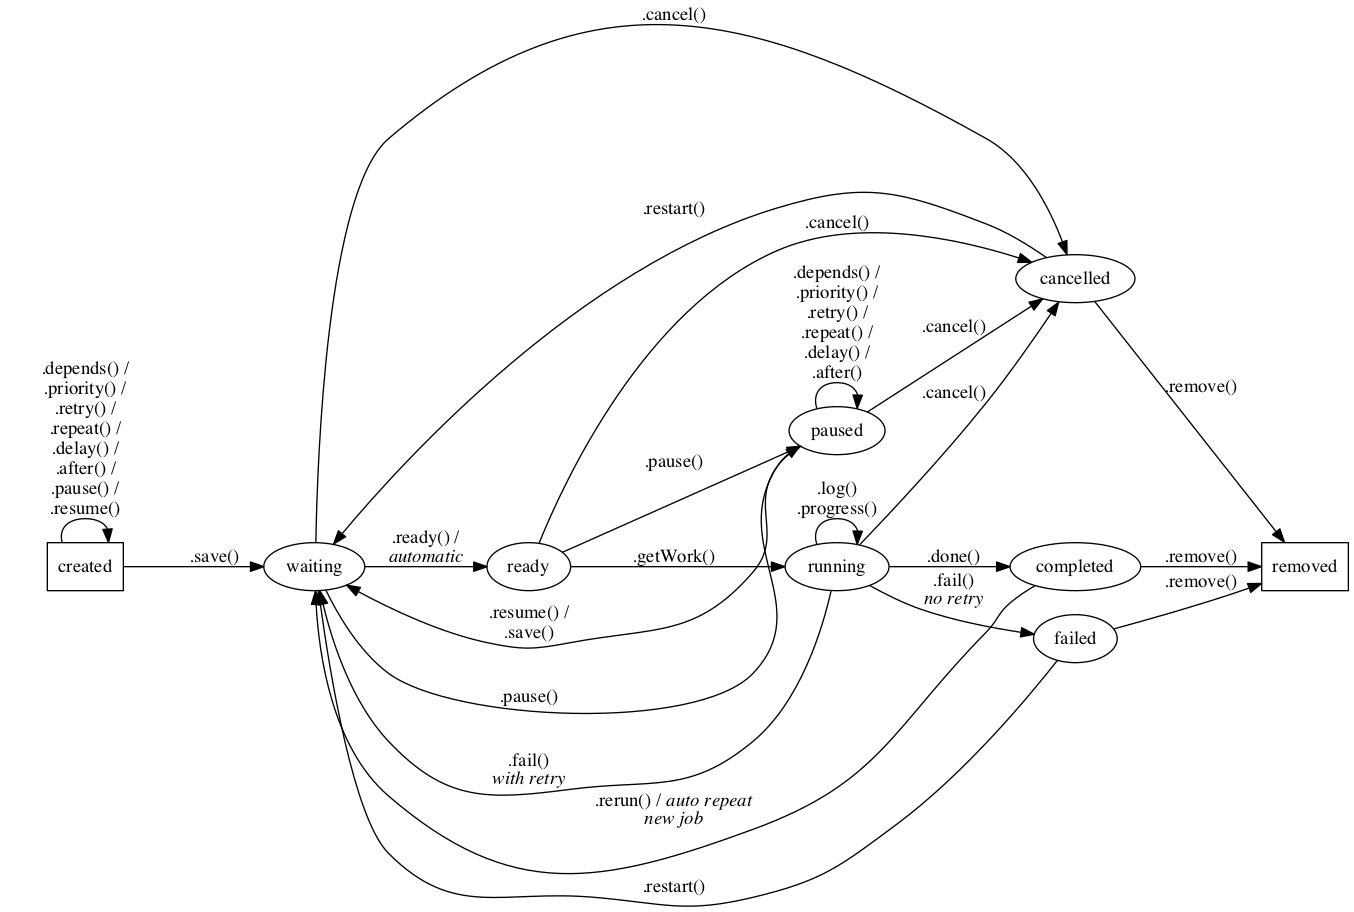 .cancel()
.restart()
.cancel()
cancelled
.depends() /
.priority() /
.retry() /
.repeat() /
.delay() /
.after()
.cancel()
paused
.cancel()
.remove()
.depends() /
.priority() /
.retry() /
.repeat() /
.delay() /
.after() /
.pause() /
.resume()
.pause()
.log()
.progress()
created
.save()
waiting
.ready() /
automatic
ready
.getWork()
running
.done()
completed
.remove()
removed
.fail()
no retry
.remove()
failed
.resume() /
.save()
.pause()
.fail()
with retry
.rerun() / auto repeat
new job
.restart()